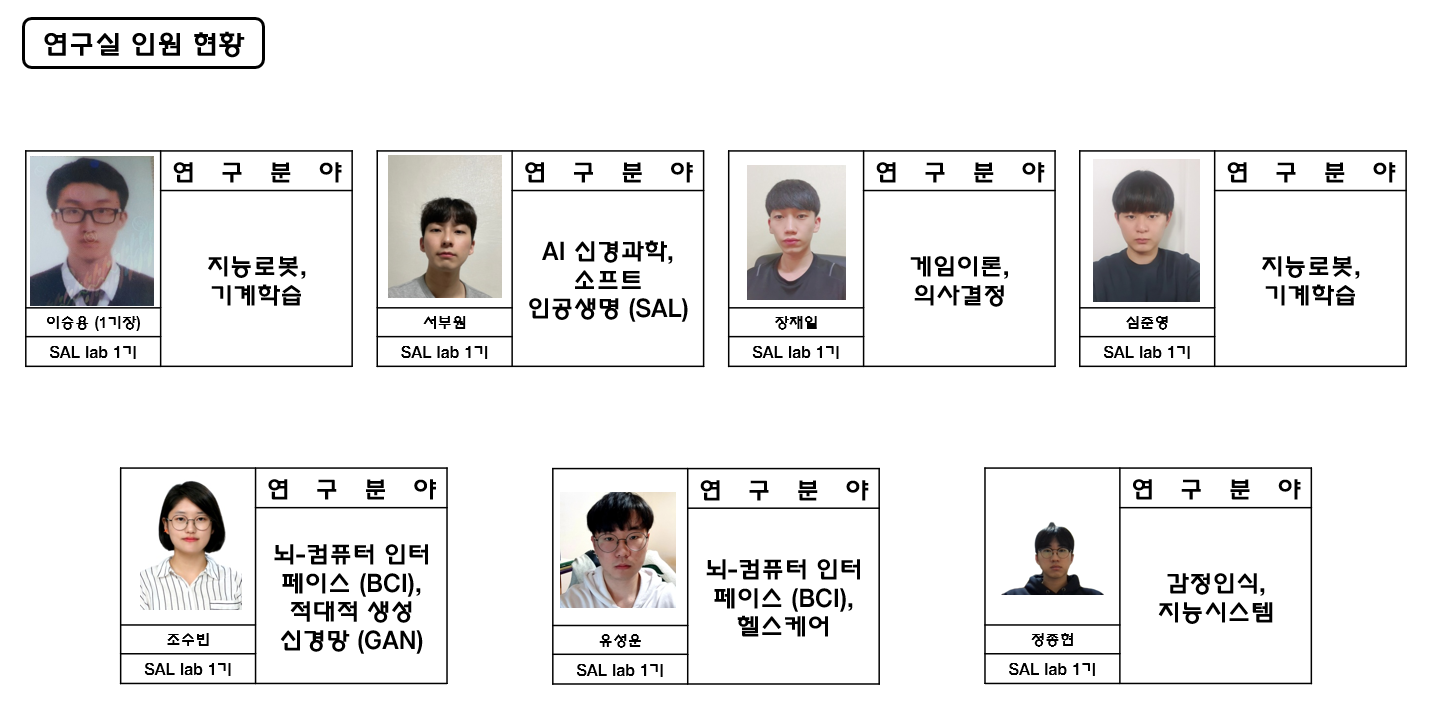 연구실 인원 현황
연 구 분 야
지능로봇,
기계학습
이승용 (1기장)
SAL lab 1기
연 구 분 야
AI 신경과학,
소프트
인공생명 (SAL)
서부원
SAL lab 1기
연 구 분 야
게임이론,
의사결정
장재일
SAL lab 1기
연 구 분 야
지능로봇,
기계학습
심준영
SAL lab 1기
연 구 분 야
뇌-컴퓨터 인터
페이스 (BCI),
적대적 생성
신경망 (GAN)
조수빈
SAL lab 1기
연 구 분 야
뇌-컴퓨터 인터
페이스 (BCI),
헬스케어
유성운
SAL lab 1기
연 구 분 야
감정인식,
지능시스템
정종현
SAL lab 1기